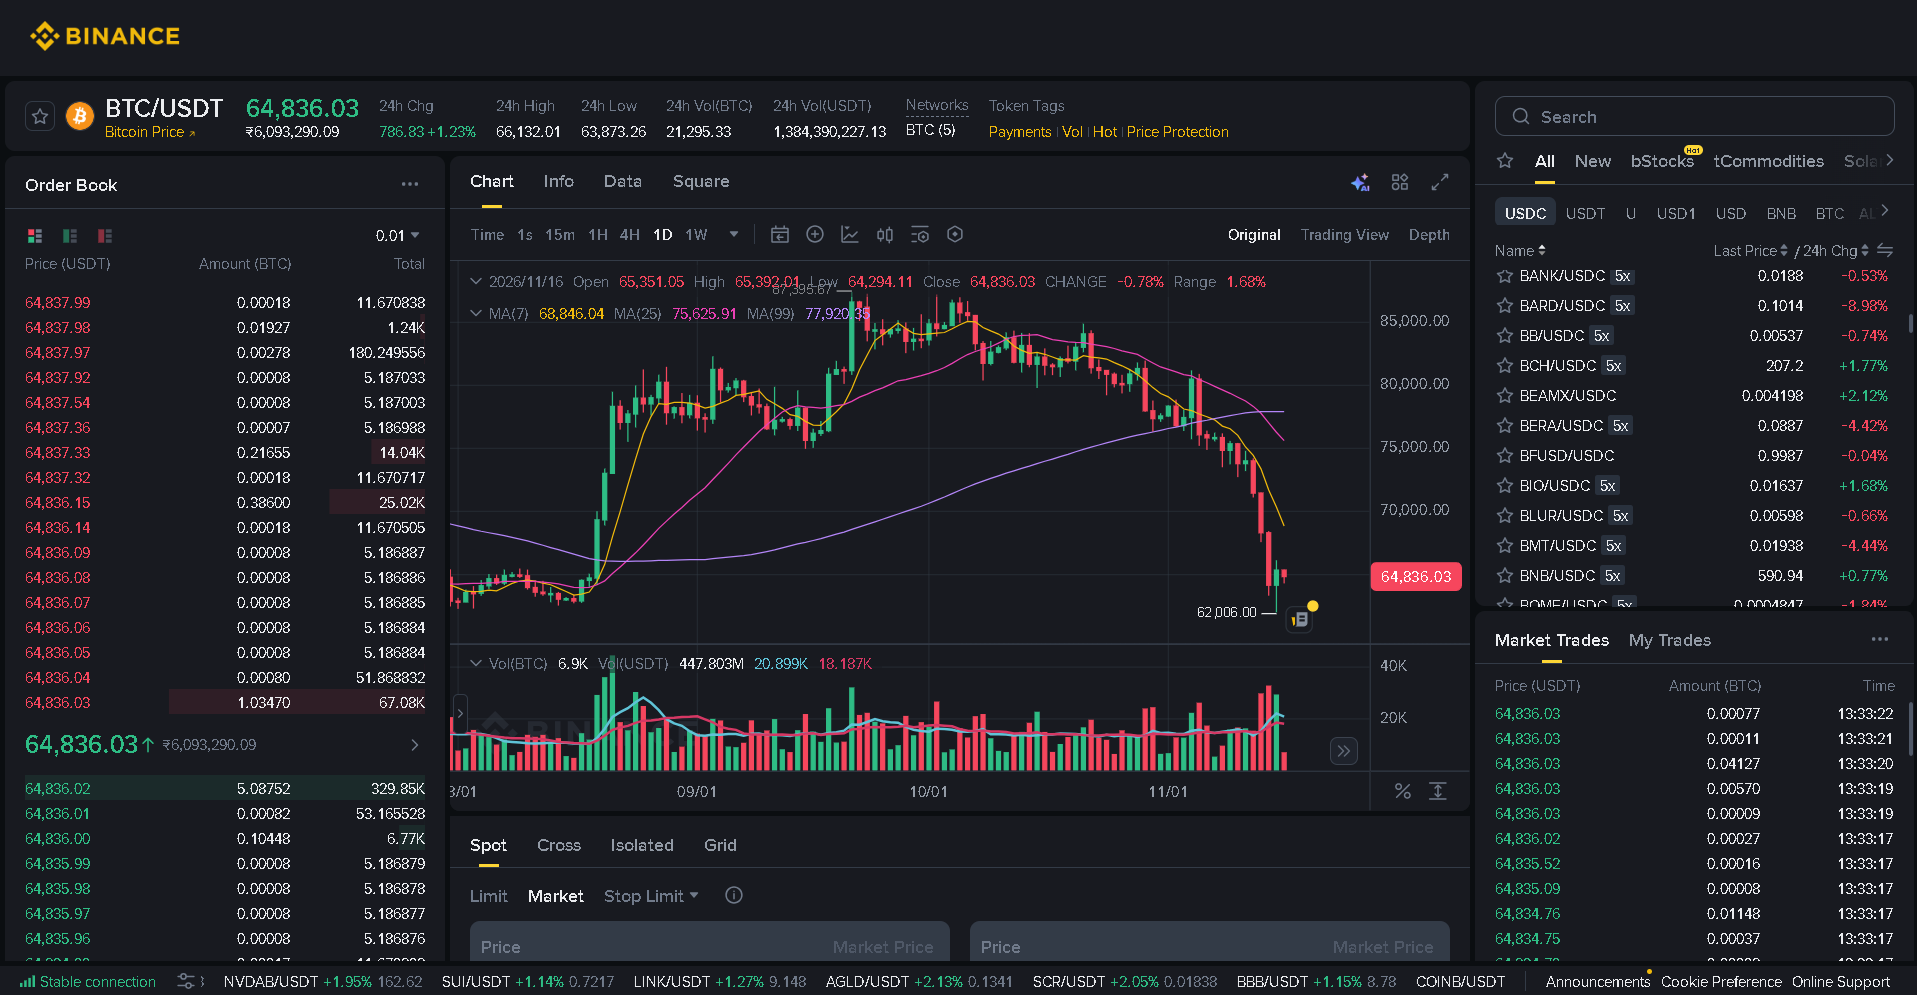 BINANCE
BTC/USDT
Bitcoin Price
64,836.03
₹6,093,290.09
24h Chg
786.83 +1.23%
24h High
66,132.01
24h Low
63,873.26
24h Vol(BTC)
21,295.33
24h Vol(USDT)
1,384,390,227.13
Networks
BTC (5)
Token Tags
Payments | Vol | Hot | Price Protection
Order Book
0.01
Price (USDT) Amount (BTC) Total
64,837.99 0.00018 11.670838
64,837.98 0.01927 1.24K
64,837.97 0.00278 180.249556
64,837.92 0.00008 5.187033
64,837.54 0.00008 5.187003
64,837.36 0.00007 5.186988
64,837.33 0.21655 14.04K
64,837.32 0.00018 11.670717
64,836.15 0.38600 25.02K
64,836.14 0.00018 11.670505
64,836.09 0.00008 5.186887
64,836.08 0.00008 5.186886
64,836.07 0.00008 5.186885
64,836.06 0.00008 5.186884
64,836.05 0.00008 5.186884
64,836.04 0.00080 51.868832
64,836.03 1.03470 67.08K
64,836.03↑ ₹6,093,290.09
64,836.02 5.08752 329.85K
64,836.01 0.00082 53.165528
64,836.00 0.10448 6.77K
64,835.99 0.00008 5.186879
64,835.98 0.00008 5.186878
64,835.97 0.00008 5.186877
64,835.96 0.00008 5.186876
Chart Info Data Square
AI
Time 1s 15m 1H 4H 1D 1W
Original Trading View Depth
2026/11/16 Open 65,351.05 High 65,392.01 Low 64,294.11 Close 64,836.03 CHANGE -0.78% Range 1.68%
87,395.67
MA(7) 68,846.04 MA(25) 75,625.91 MA(99) 77,920.35
85,000.00
80,000.00
75,000.00
70,000.00
64,836.03
62,006.00
Vol(BTC) 6.9K Vol(USDT) 447.803M 20.899K 18.187K
40K
20K
BINANCE
8/01 09/01 10/01 11/01
Spot Cross Isolated Grid
Limit Market Stop Limit
Price Market Price
Price Market Price
Search
All New bStocks Hot tCommodities Sola
USDC USDT U USD1 USD BNB BTC AL
Name Last Price / 24h Chg
BANK/USDC 5x 0.0188 -0.53%
BARD/USDC 5x 0.1014 -8.98%
BB/USDC 5x 0.00537 -0.74%
BCH/USDC 5x 207.2 +1.77%
BEAMX/USDC 0.004198 +2.12%
BERA/USDC 5x 0.0887 -4.42%
BFUSD/USDC 0.9987 -0.04%
BIO/USDC 5x 0.01637 +1.68%
BLUR/USDC 5x 0.00598 -0.66%
BMT/USDC 5x 0.01938 -4.44%
BNB/USDC 5x 590.94 +0.77%
BOME/USDC 5x 0.0004847 -1.84%
Market Trades My Trades
Price (USDT) Amount (BTC) Time
64,836.03 0.00077 13:33:22
64,836.03 0.00011 13:33:21
64,836.03 0.04127 13:33:20
64,836.03 0.00570 13:33:19
64,836.03 0.00009 13:33:19
64,836.02 0.00027 13:33:17
64,835.52 0.00016 13:33:17
64,835.09 0.00008 13:33:17
64,834.76 0.01148 13:33:17
64,834.75 0.00037 13:33:17
Stable connection
NVDAB/USDT +1.95% 162.62 SUI/USDT +1.14% 0.7217 LINK/USDT +1.27% 9.148 AGLD/USDT +2.13% 0.1341 SCR/USDT +2.05% 0.01838 BBB/USDT +1.15% 8.78 COINB/USDT
Announcements Cookie Preference Online Support